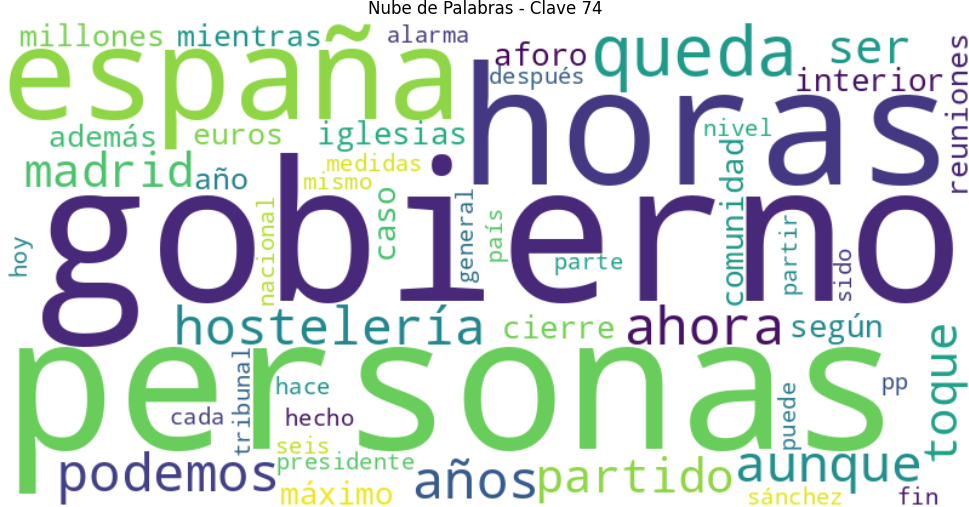 Nube de Palabras - Clave 74
millones
mientras
alarma
españa
aforo
queda
ser
después
interior
reuniones
horas
además
euros
iglesias
nivel
madrid
año
medidas
mismo
caso
comunidad
gobierno
general
país
nacional
hoy
parte
partir
sido
hostelería
cierre
ahora
según
toque
personas
tribunal
hace
cada
hecho
seis
puede
pp
podemos
presidente
máximo
años
partido
aunque
sánchez
fin